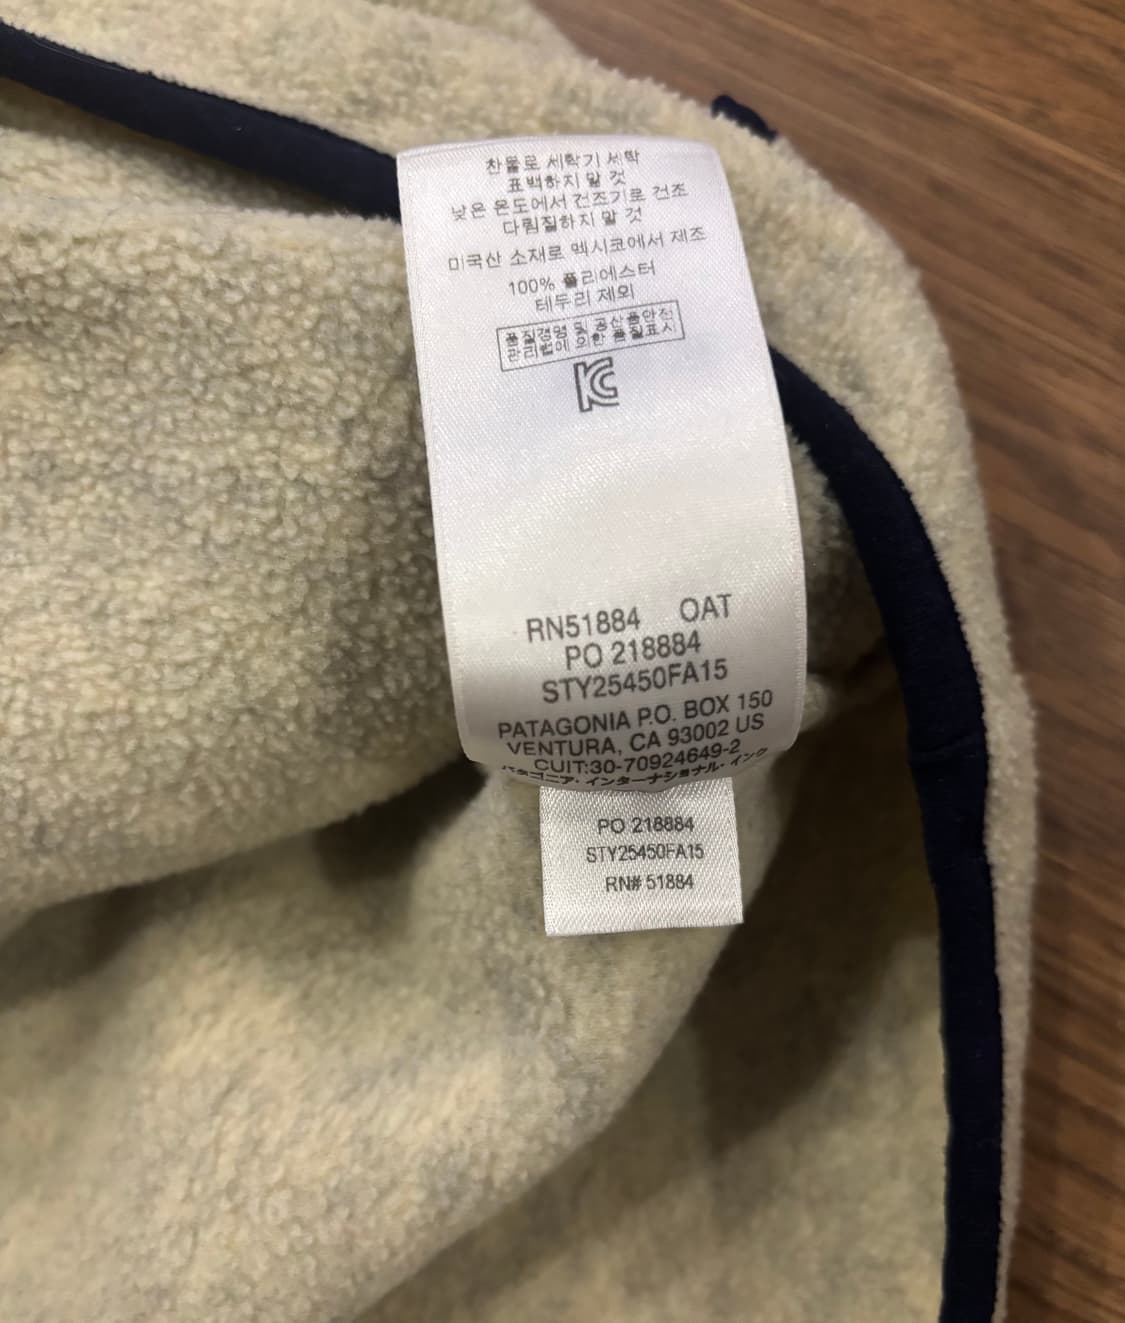 찬물로 세탁기 세탁
표백하지 말 것
낮은 온도에서 건조기로 건조
다림질하지 말 것
미국산 소재로 멕시코에서 제조
100% 폴리에스터
테두리 제외
품질경영 및 공산품안전
관리법에 의한 품질표시
KC
RN51884 OAT
PO 218884
STY25450FA15
PATAGONIA P.O. BOX 150
VENTURA, CA 93002 US
CUIT:30-70924649-2
パタゴニア・インターナショナル・インク
PO 218884
STY25450FA15
RN# 51884